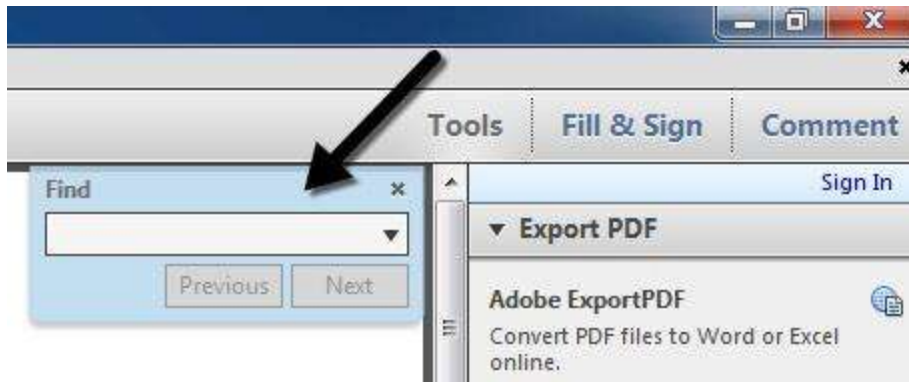 Tools Fill & Sign Comment
Find
Sign In
Export PDF
Previous Next
Adobe ExportPDF
Convert PDF files to Word or Excel
online.